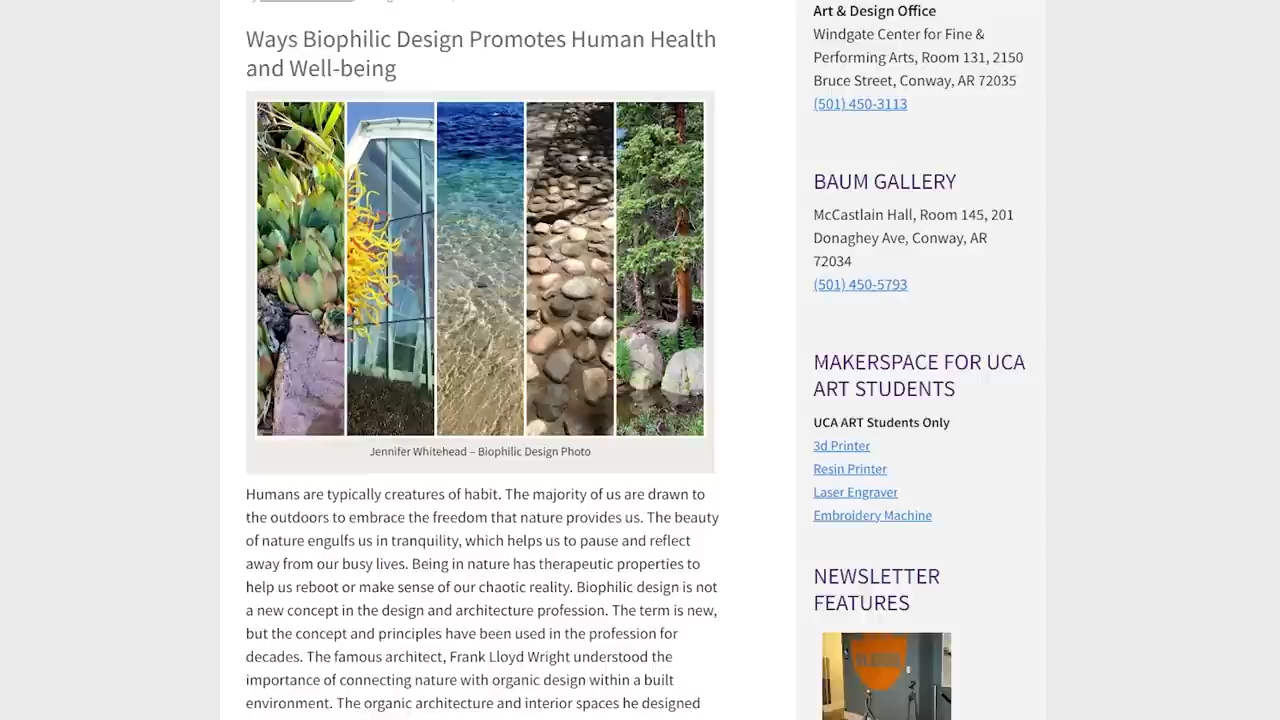 Ways Biophilic Design Promotes Human Health
and Well-being
Jennifer Whitehead – Biophilic Design Photo
Humans are typically creatures of habit. The majority of us are drawn to
the outdoors to embrace the freedom that nature provides us. The beauty
of nature engulfs us in tranquility, which helps us to pause and reflect
away from our busy lives. Being in nature has therapeutic properties to
help us reboot or make sense of our chaotic reality. Biophilic design is not
a new concept in the design and architecture profession. The term is new,
but the concept and principles have been used in the profession for
decades. The famous architect, Frank Lloyd Wright understood the
importance of connecting nature with organic design within a built
environment. The organic architecture and interior spaces he designed
Art & Design Office
Windgate Center for Fine &
Performing Arts, Room 131, 2150
Bruce Street, Conway, AR 72035
(501) 450-3113
BAUM GALLERY
McCastlain Hall, Room 145, 201
Donaghey Ave, Conway, AR
72034
(501) 450-5793
MAKERSPACE FOR UCA
ART STUDENTS
UCA ART Students Only
3d Printer
Resin Printer
Laser Engraver
Embroidery Machine
NEWSLETTER
FEATURES